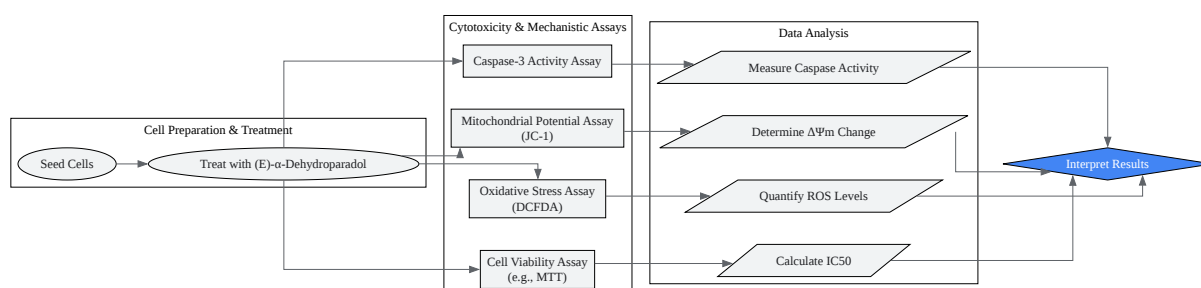 Cytotoxicity & Mechanistic Assays
Data Analysis
Caspase-3 Activity Assay
Measure Caspase Activity
Cell Preparation & Treatment
Mitochondrial Potential Assay
(JC-1)
Determine ΔΨm Change
Seed Cells
Treat with (E)-α-Dehydroparadol
Interpret Results
Oxidative Stress Assay
(DCFDA)
Quantify ROS Levels
Cell Viability Assay
(e.g., MTT)
Calculate IC50